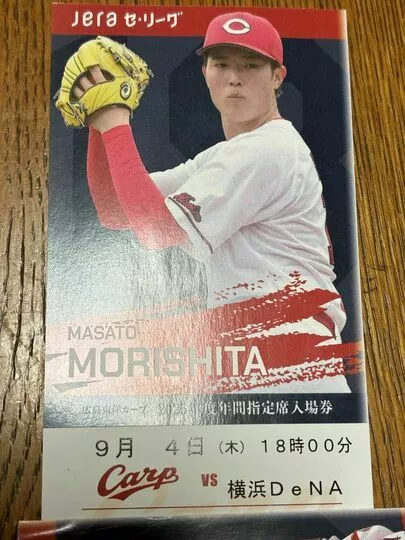 Jera セ・リーグ
C
MASATO
MORISHITA
広島東洋カープ 2025年度年間指定席入場券
9月 4日 (木) 18時00分
Carp vs 横浜DeNA